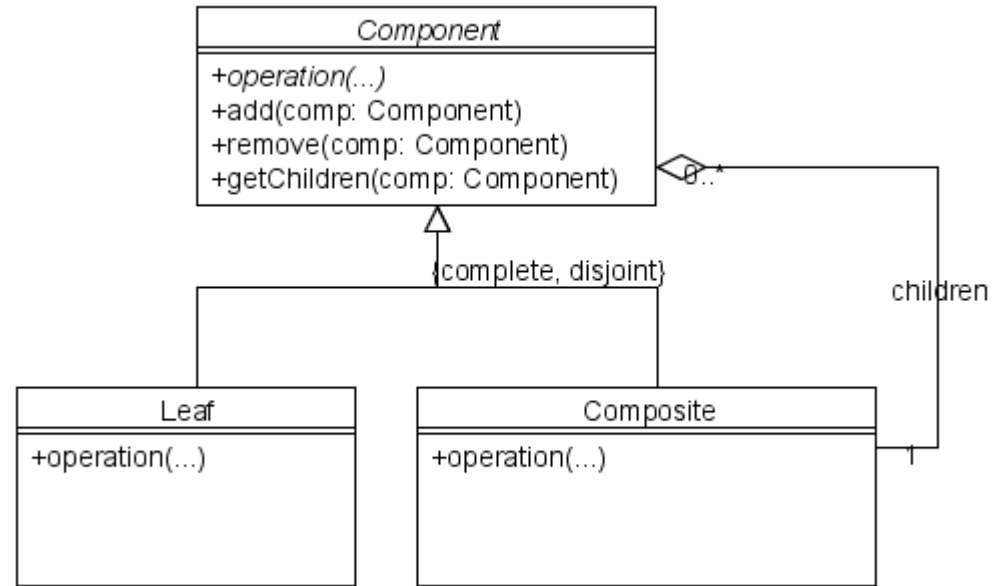 Component
+operation(...)
+add(comp: Component)
+remove(comp: Component)
+getChildren(comp: Component)
0..*
{complete, disjoint}
children
Leaf
+operation(...)
Composite
+operation(...)
1